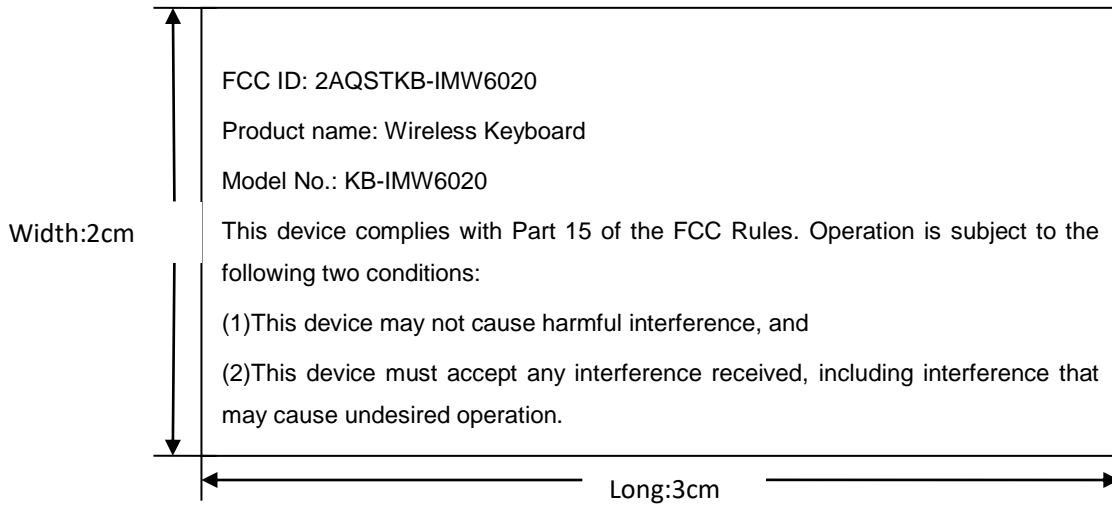 FCC ID: 2AQSTKB-IMW6020
Product name: Wireless Keyboard
Model No.: KB-IMW6020
Width:2cm
This device complies with Part 15 of the FCC Rules. Operation is subject to the
following two conditions:
(1)This device may not cause harmful interference, and
(2)This device must accept any interference received, including interference that
may cause undesired operation.
Long:3cm